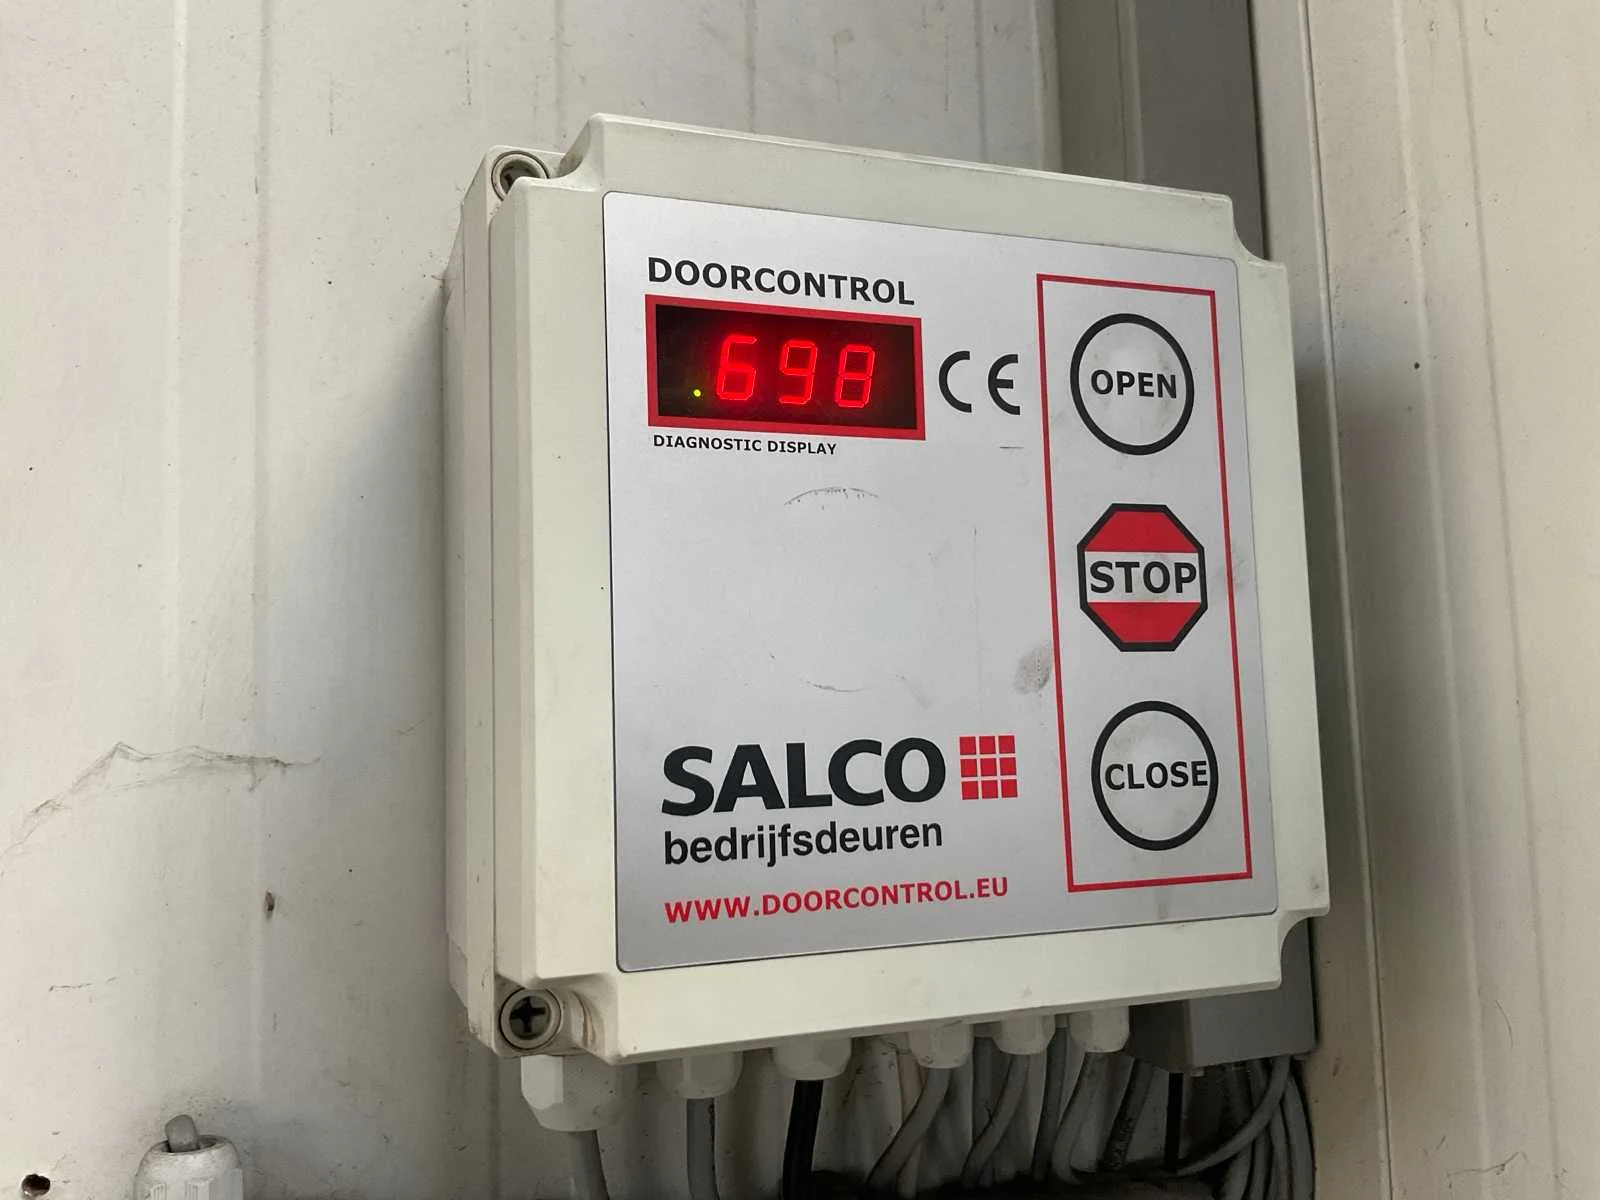 DOORCONTROL
698
CE
DIAGNOSTIC DISPLAY
OPEN
STOP
CLOSE
SALCO
bedrijfsdeuren
WWW.DOORCONTROL.EU